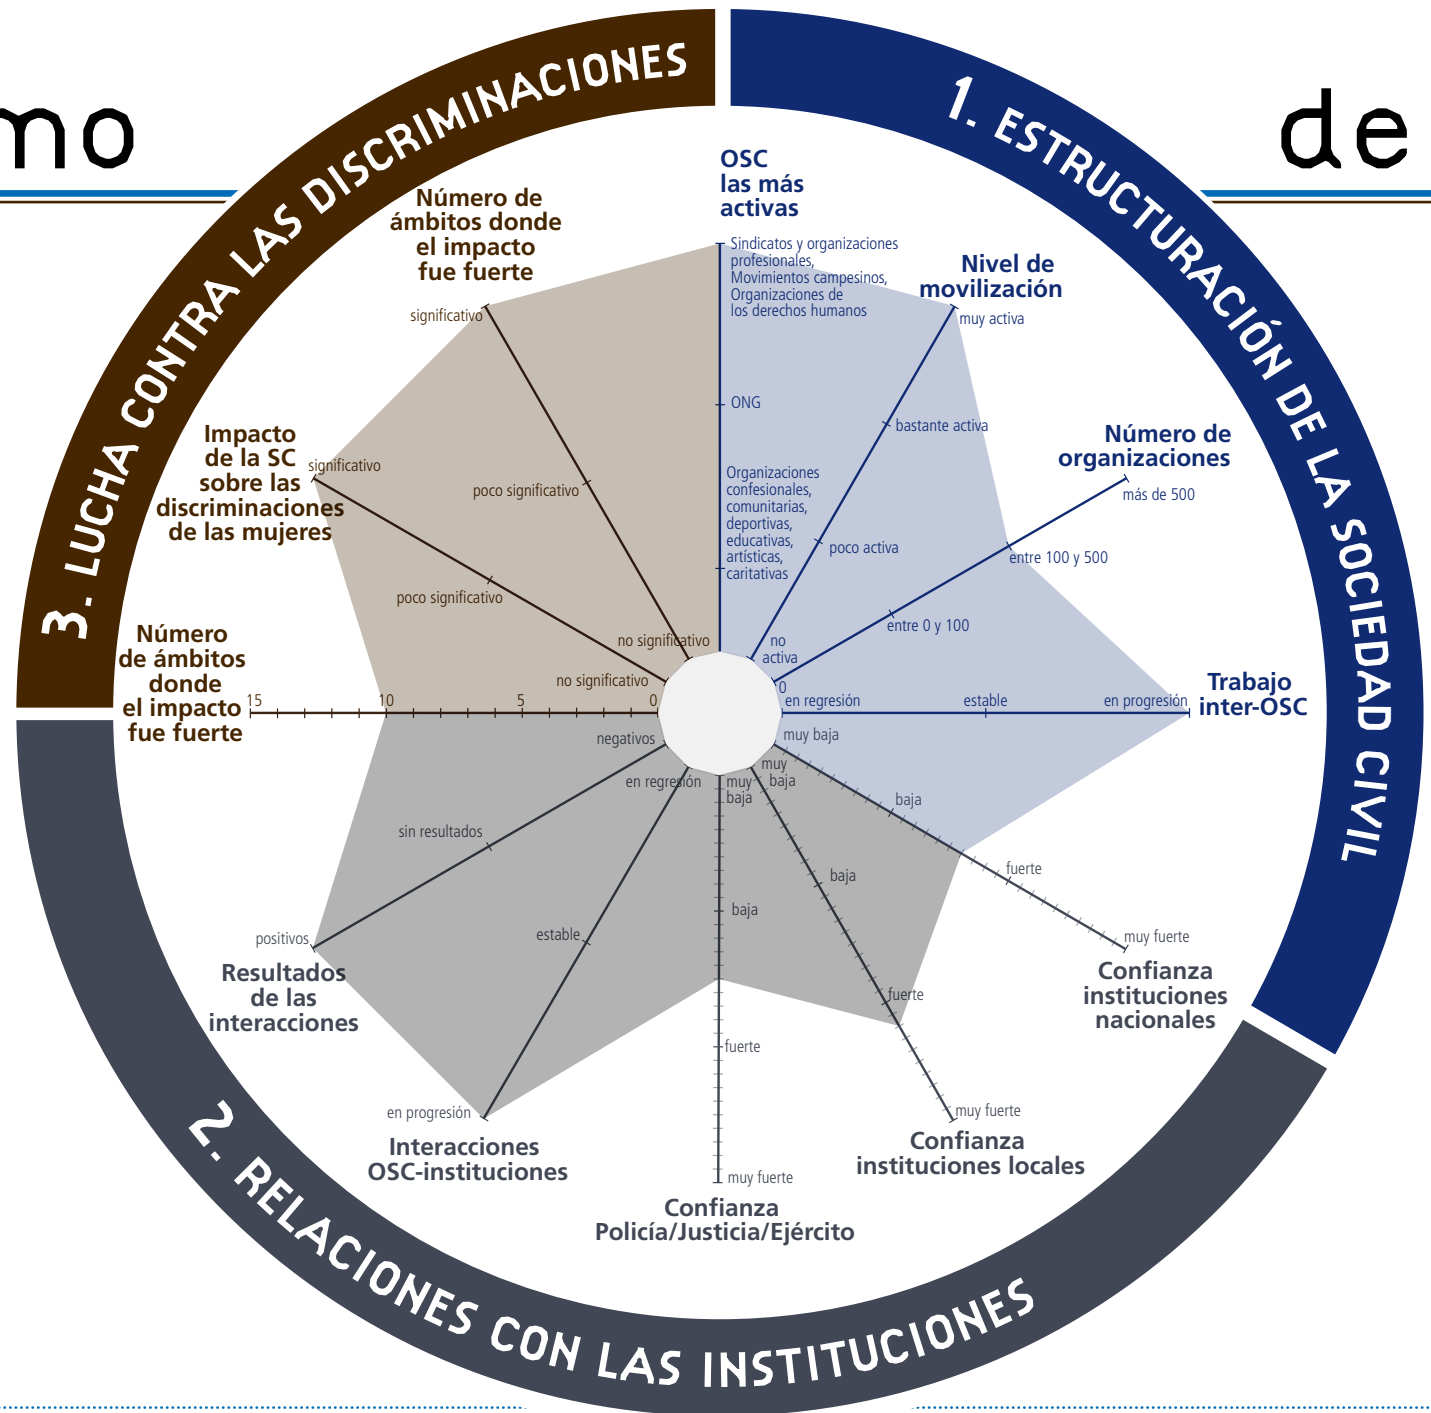 mo
de
1. ESTRUCTURACIÓN DE LA SOCIEDAD CIVIL
OSC
las más
activas
Sindicatos y organizaciones
profesionales,
Movimientos campesinos,
Organizaciones de
los derechos humanos
ONG
Organizaciones
confesionales,
comunitarias,
deportivas,
educativas,
artísticas,
caritativas
Nivel de
movilización
muy activa
bastante activa
poco activa
no
activa
Número de
organizaciones
más de 500
entre 100 y 500
entre 0 y 100
0
Trabajo
inter-OSC
en regresión
estable
en progresión
2. RELACIONES CON LAS INSTITUCIONES
muy baja
baja
fuerte
muy fuerte
Confianza
instituciones
nacionales
muy
baja
baja
fuerte
muy fuerte
Confianza
instituciones locales
muy
baja
baja
fuerte
muy fuerte
Confianza
Policía/Justicia/Ejército
en regresión
estable
en progresión
Interacciones
OSC-instituciones
negativos
sin resultados
positivos
Resultados
de las
interacciones
3. LUCHA CONTRA LAS DISCRIMINACIONES
Número
de ámbitos
donde
el impacto
fue fuerte
15
10
5
0
Impacto
de la SC
sobre las
discriminaciones
de las mujeres
significativo
poco significativo
no significativo
Número de
ámbitos donde
el impacto
fue fuerte
significativo
poco significativo
no significativo